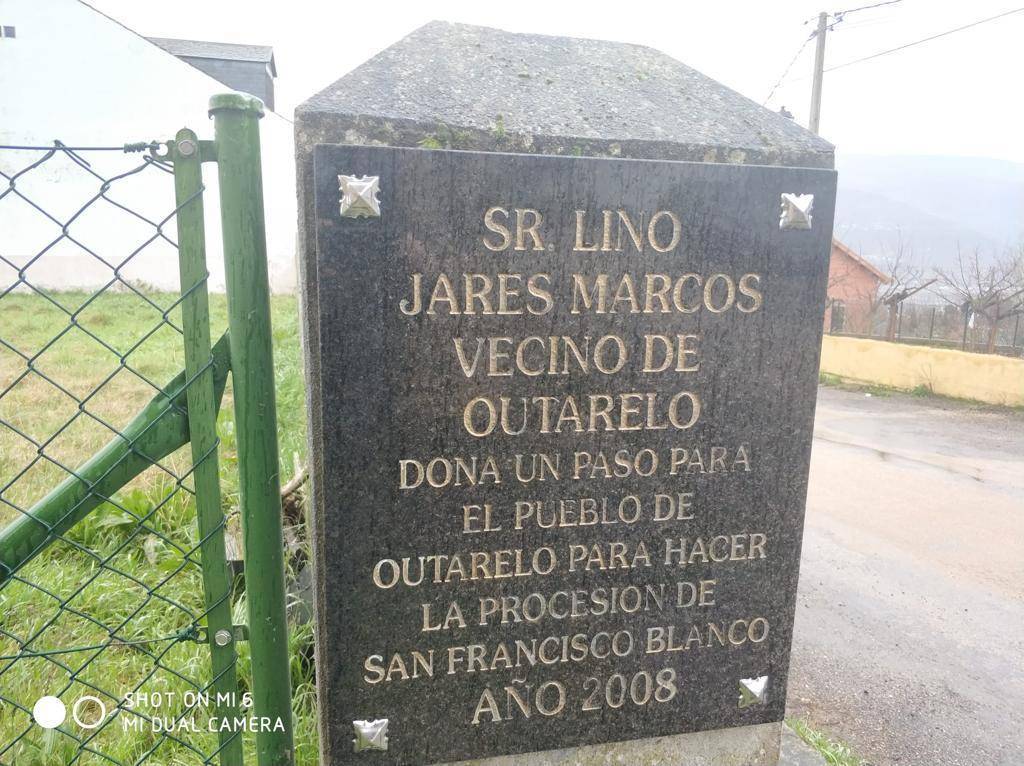 SR. LINO
JARES MARCOS
VECINO DE
OUTARELO
DONA UN PASO PARA
EL PUEBLO DE
OUTARELO PARA HACER
LA PROCESION DE
SAN FRANCISCO BLANCO
AÑO 2008
SHOT ON MI 6
MI DUAL CAMERA